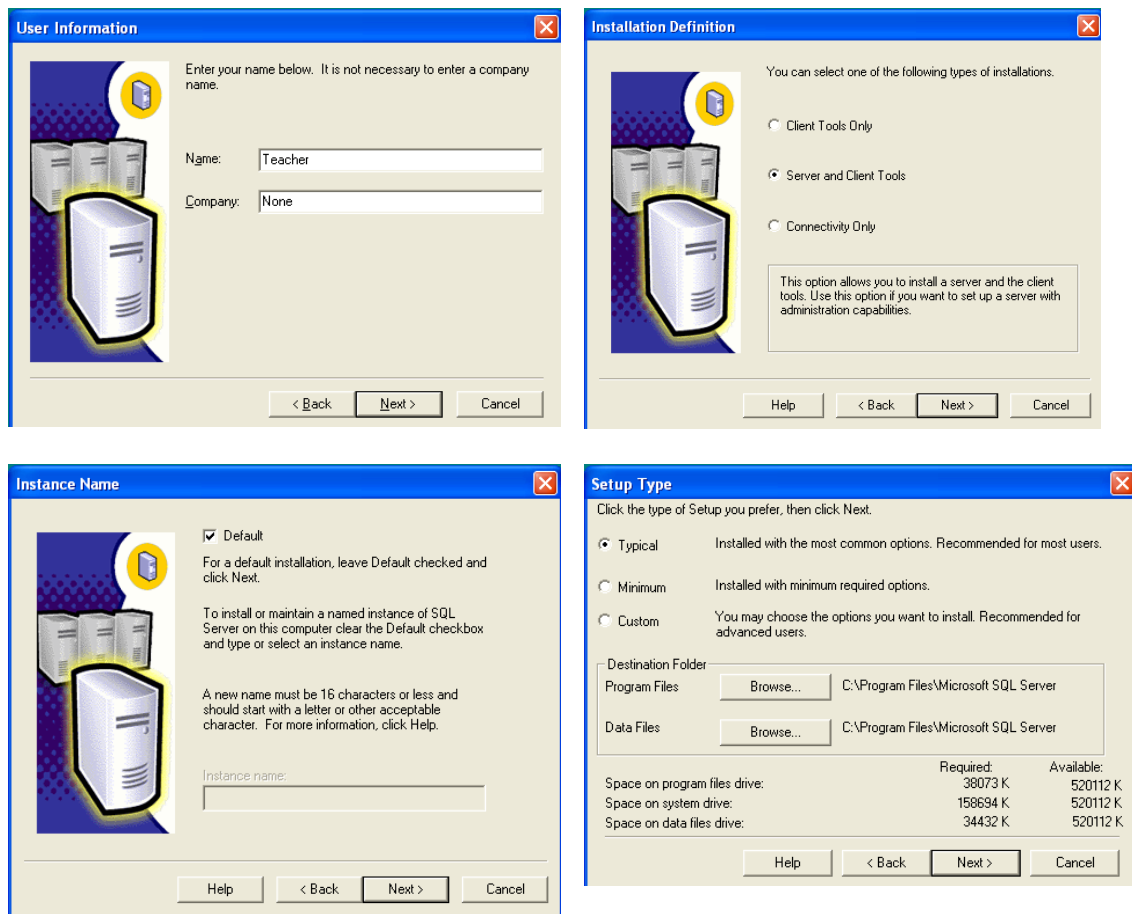 User Information
Enter your name below.  It is not necessary to enter a company
name.
Name:
Teacher
Company:
None
< Back
Next >
Cancel
Installation Definition
You can select one of the following types of installations.
Client Tools Only
Server and Client Tools
Connectivity Only
This option allows you to install a server and the client
tools. Use this option if you want to set up a server with
administration capabilities.
Help
< Back
Next >
Cancel
Instance Name
Default
For a default installation, leave Default checked and
click Next.
To install or maintain a named instance of SQL
Server on this computer clear the Default checkbox
and type or select an instance name.
A new name must be 16 characters or less and
should start with a letter or other acceptable
character.  For more information, click Help.
Instance name:
Help
< Back
Next >
Cancel
Setup Type
Click the type of Setup you prefer, then click Next.
Typical Installed with the most common options. Recommended for most users.
Minimum Installed with minimum required options.
Custom You may choose the options you want to install. Recommended for
advanced users.
Destination Folder
Program Files Browse... C:\Program Files\Microsoft SQL Server
Data Files Browse... C:\Program Files\Microsoft SQL Server
Required: Available:
Space on program files drive: 38073 K 520112 K
Space on system drive: 158694 K 520112 K
Space on data files drive: 34432 K 520112 K
Help
< Back
Next >
Cancel